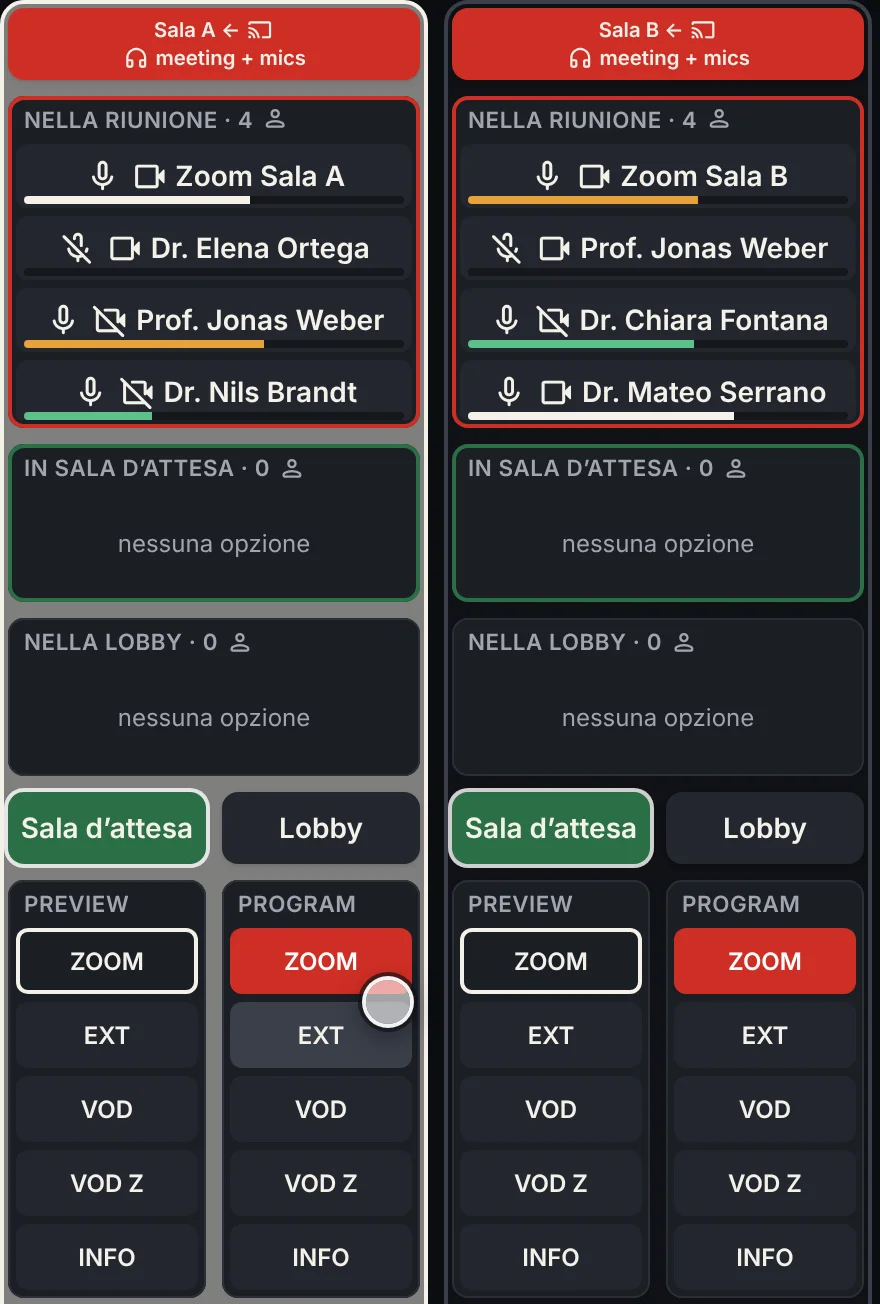 Sala A
meeting + mics
NELLA RIUNIONE · 4
Zoom Sala A
Dr. Elena Ortega
Prof. Jonas Weber
Dr. Nils Brandt
IN SALA D’ATTESA · 0
nessuna opzione
NELLA LOBBY · 0
nessuna opzione
Sala d’attesa
Lobby
PREVIEW
ZOOM
EXT
VOD
VOD Z
INFO
PROGRAM
ZOOM
EXT
VOD
VOD Z
INFO
Sala B
meeting + mics
NELLA RIUNIONE · 4
Zoom Sala B
Prof. Jonas Weber
Dr. Chiara Fontana
Dr. Mateo Serrano
IN SALA D’ATTESA · 0
nessuna opzione
NELLA LOBBY · 0
nessuna opzione
Sala d’attesa
Lobby
PREVIEW
ZOOM
EXT
VOD
VOD Z
INFO
PROGRAM
ZOOM
EXT
VOD
VOD Z
INFO